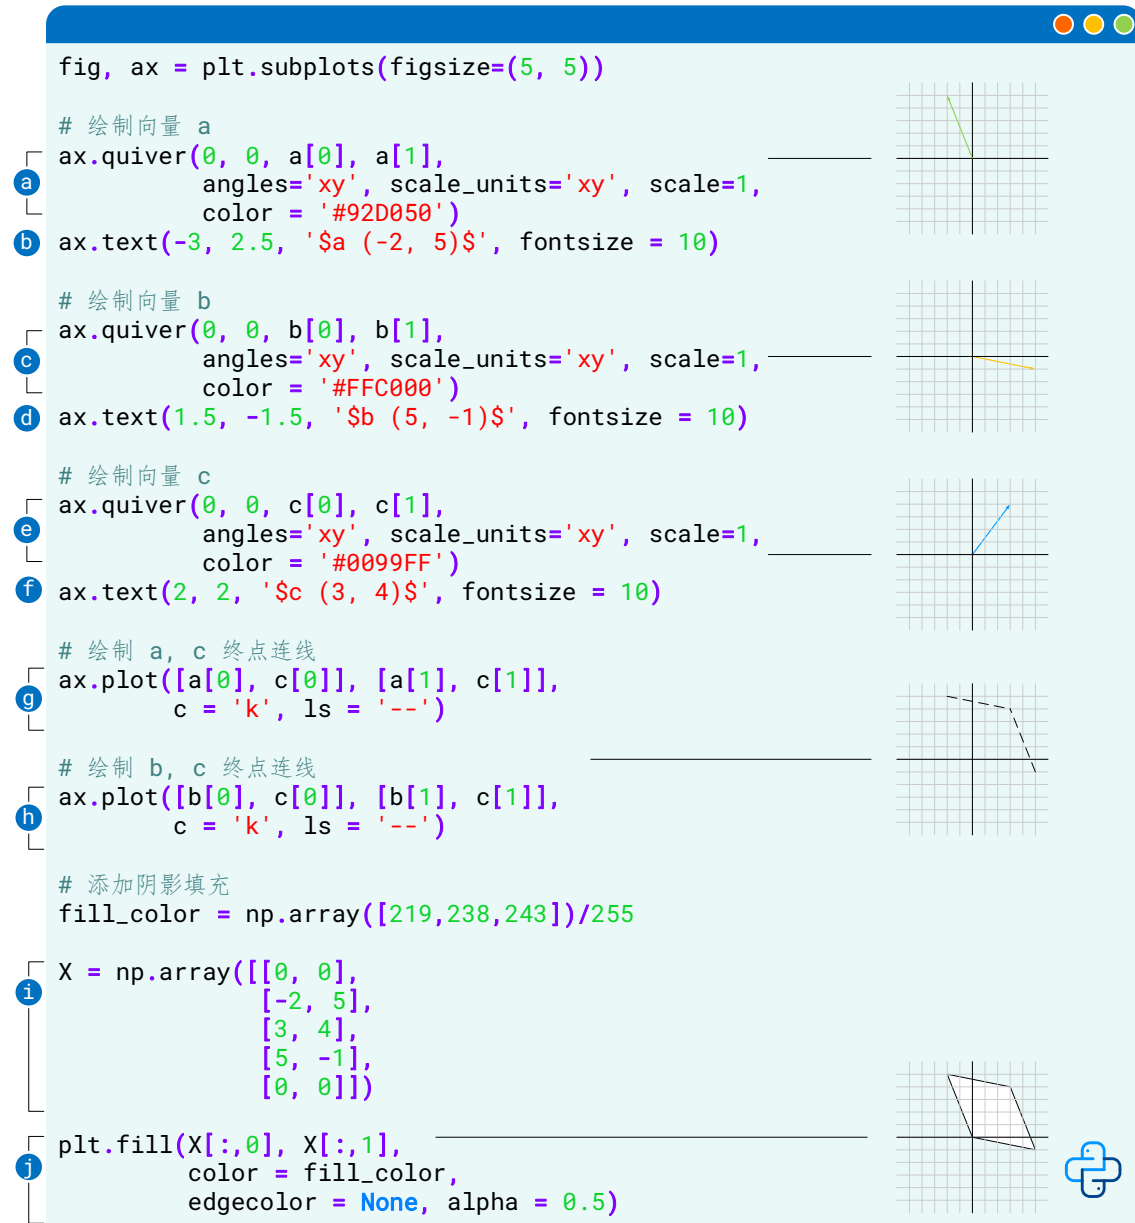 fig, ax = plt.subplots(figsize=(5, 5))
# 绘制向量 a
ax.quiver(0, 0, a[0], a[1],
a
angles='xy', scale_units='xy', scale=1,
color = '#92D050')
b
ax.text(-3, 2.5, '$a (-2, 5)$', fontsize = 10)
# 绘制向量 b
ax.quiver(0, 0, b[0], b[1],
c
angles='xy', scale_units='xy', scale=1,
color = '#FFC000')
d
ax.text(1.5, -1.5, '$b (5, -1)$', fontsize = 10)
# 绘制向量 c
ax.quiver(0, 0, c[0], c[1],
e
angles='xy', scale_units='xy', scale=1,
color = '#0099FF')
f
ax.text(2, 2, '$c (3, 4)$', fontsize = 10)
# 绘制 a, c 终点连线
ax.plot([a[0], c[0]], [a[1], c[1]],
g
c = 'k', ls = '--')
# 绘制 b, c 终点连线
ax.plot([b[0], c[0]], [b[1], c[1]],
h
c = 'k', ls = '--')
# 添加阴影填充
fill_color = np.array([219,238,243])/255
X = np.array([[0, 0],
i
[-2, 5],
[3, 4],
[5, -1],
[0, 0]])
plt.fill(X[:,0], X[:,1],
j
color = fill_color,
edgecolor = None, alpha = 0.5)